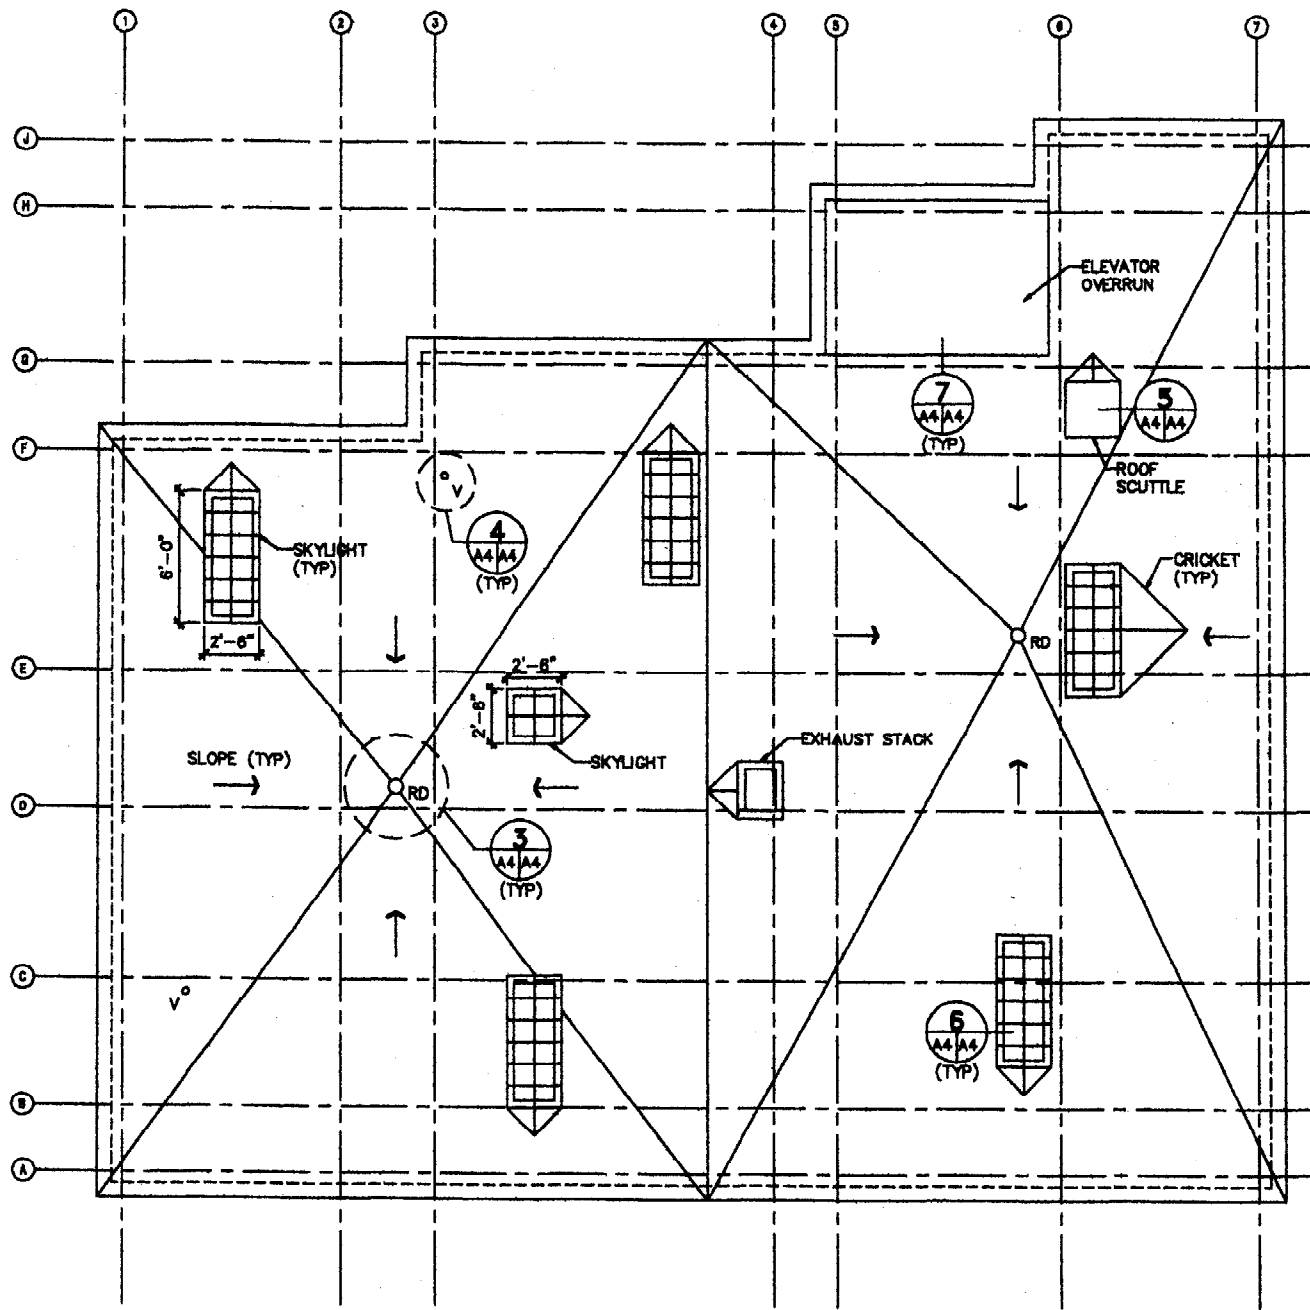 1 2 3 4 5 6 7
J
H
ELEVATOR
OVERRUN
G
7
A4 A4
(TYP)
5
A4 A4
F
ROOF
SCUTTLE
V
4
A4 A4
(TYP)
6'-0"
SKYLIGHT
(TYP)
2'-6"
CRICKET
(TYP)
RD
E
2'-6"
2'-6"
SKYLIGHT
EXHAUST STACK
SLOPE (TYP)
RD
D
3
A4 A4
(TYP)
C
V
6
A4 A4
(TYP)
B
A